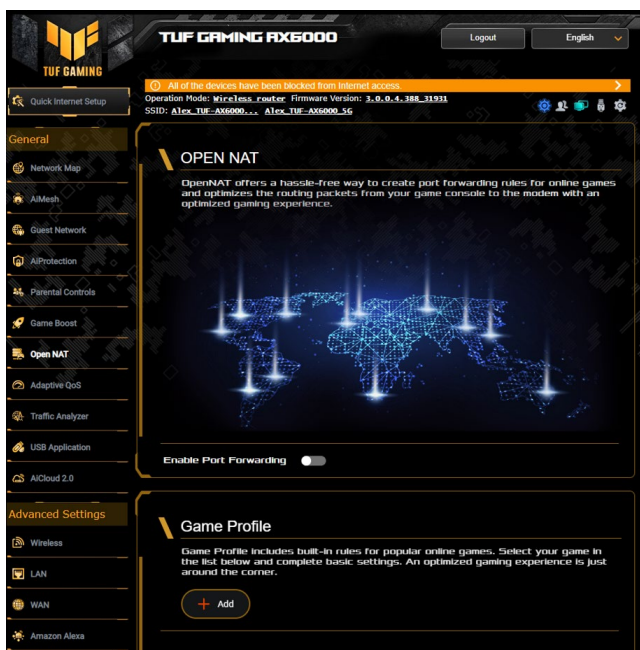 TUF GAMING
TUF GAMING AX6000
Logout
English
All of the devices have been blocked from Internet access.
Quick Internet Setup
Operation Mode: Wireless router Firmware Version: 3.0.0.4.388_31931
SSID: Alex_TUF-AX6000... Alex_TUF-AX6000_5G
General
Network Map
AiMesh
Guest Network
AiProtection
Parental Controls
Game Boost
Open NAT
Adaptive QoS
Traffic Analyzer
USB Application
AiCloud 2.0
Advanced Settings
Wireless
LAN
WAN
Amazon Alexa
OPEN NAT
OpenNAT offers a hassle-free way to create port forwarding rules for online games
and optimizes the routing packets from your game console to the modem with an
optimized gaming experience.
Enable Port Forwarding
Game Profile
Game Profile includes built-in rules for popular online games. Select your game in
the list below and complete basic settings. An optimized gaming experience is just
around the corner.
Add